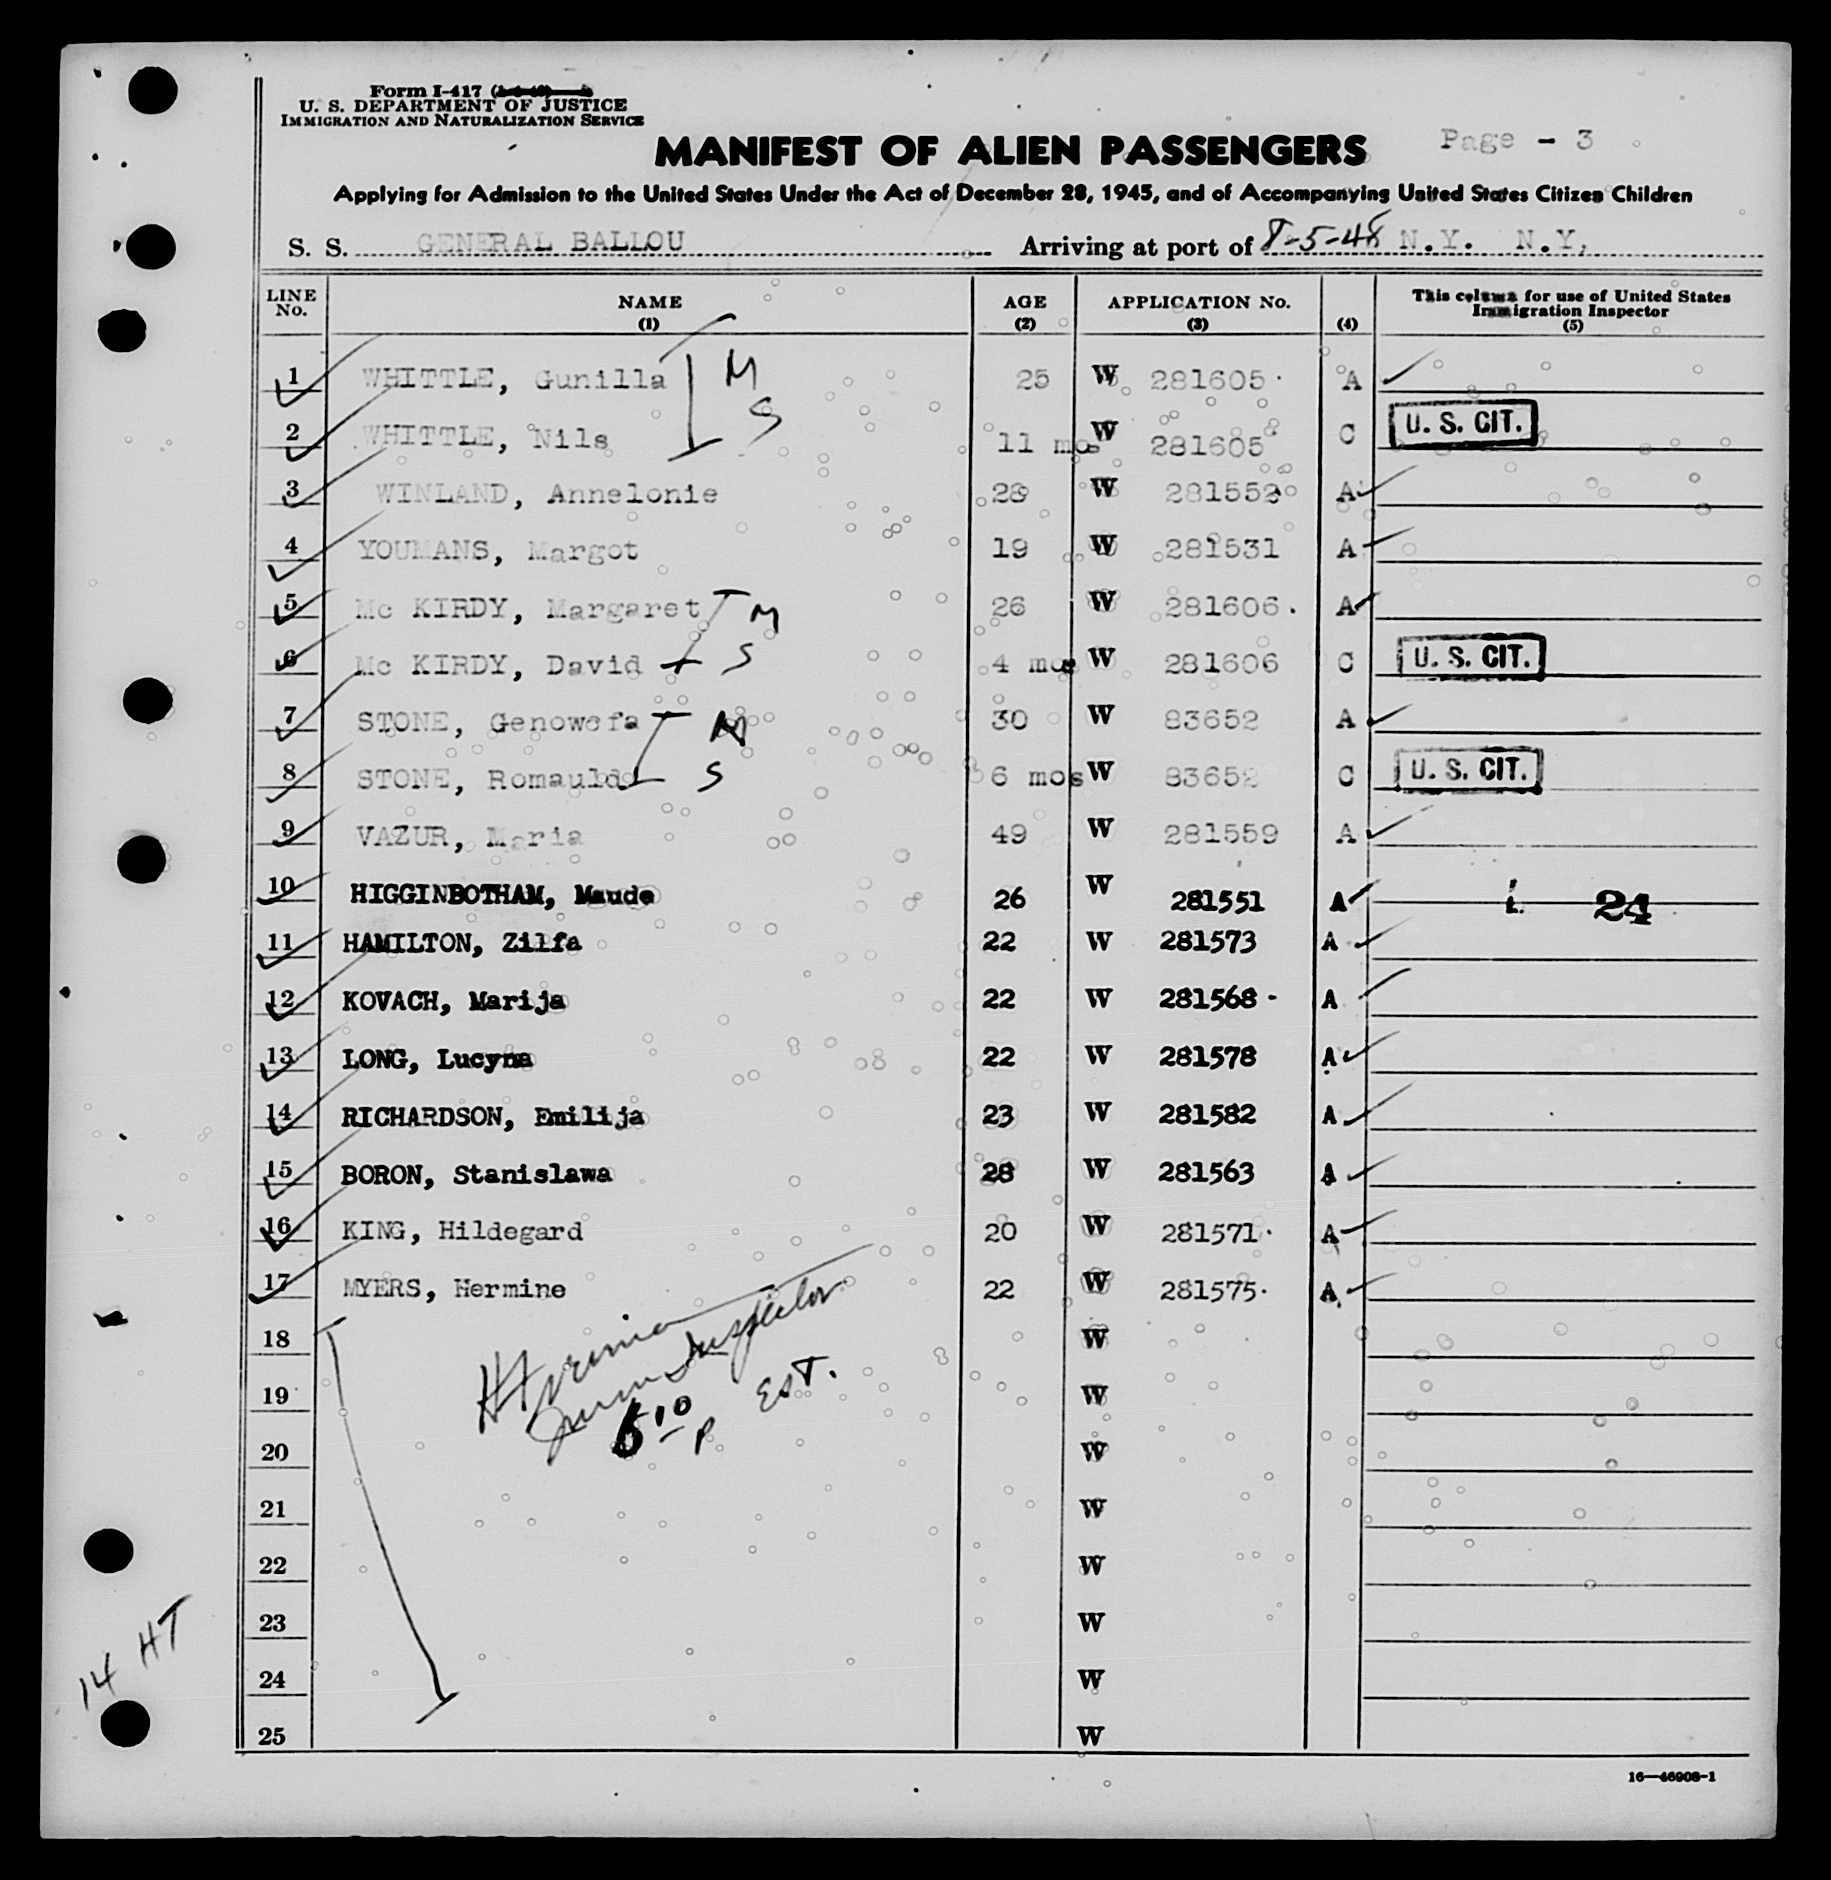 Form I-417
U. S. DEPARTMENT OF JUSTICE
IMMIGRATION AND NATURALIZATION SERVICE
MANIFEST OF ALIEN PASSENGERS Page - 3
Applying for Admission to the United States Under the Act of December 28, 1945, and of Accompanying United States Citizen Children
S. S. GENERAL BALLOU Arriving at port of 8-5-48 N.Y. N.Y,
LINE No. NAME (1) AGE (2) APPLICATION No. (3) (4) This column for use of United States Immigration Inspector (5)
1 WHITTLE, Gunilla M 25 W 281605 A
2 WHITTLE, Nils S 11 mos W 281605 C U. S. CIT.
3 WINLAND, Annelonie 28 W 281552 A
4 YOUMANS, Margot 19 W 281531 A
5 Mc KIRDY, Margaret M 26 W 281606. A
6 Mc KIRDY, David S 4 mos W 281606 C U. S. CIT.
7 STONE, Genowefa M 30 W 83652 A
8 STONE, Romauld S 6 mos W 83652 C U. S. CIT.
9 VAZUR, Maria 49 W 281559 A
10 HIGGINBOTHAM, Maude 26 W 281551 A 24
11 HAMILTON, Zilfa 22 W 281573 A
12 KOVACH, Marija 22 W 281568 - A
13 LONG, Lucyna 22 W 281578 A
14 RICHARDSON, Emilija 23 W 281582 A
15 BORON, Stanislawa 28 W 281563 A
16 KING, Hildegard 20 W 281571. A
17 MYERS, Hermine 22 W 281575. A
18 W
19 W
EST.
20 W
21 W
22 W
23 W
24 W
25 W
14 HT
16—46908-1